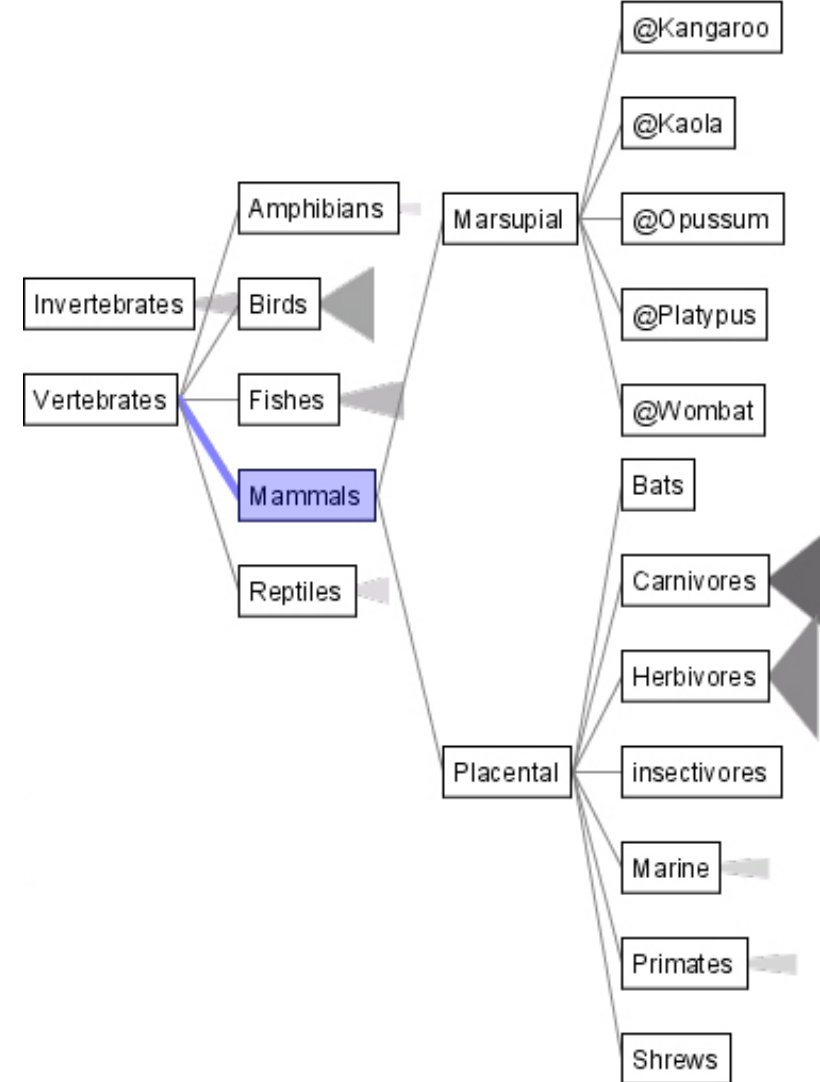 Invertebrates
Vertebrates
Amphibians
Birds
Fishes
Mammals
Reptiles
Marsupial
Placental
@Kangaroo
@Kaola
@Opussum
@Platypus
@Wombat
Bats
Carnivores
Herbivores
insectivores
Marine
Primates
Shrews